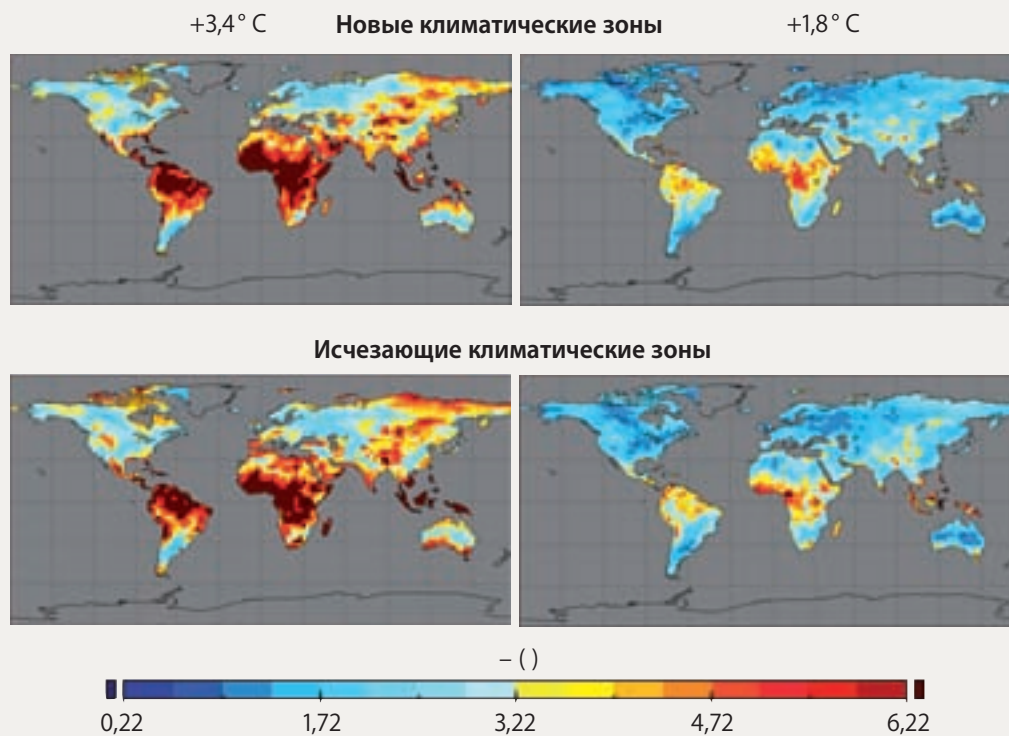 +3,4° C Новые климатические зоны +1,8° C
Исчезающие климатические зоны
– ( )
0,22 1,72 3,22 4,72 6,22